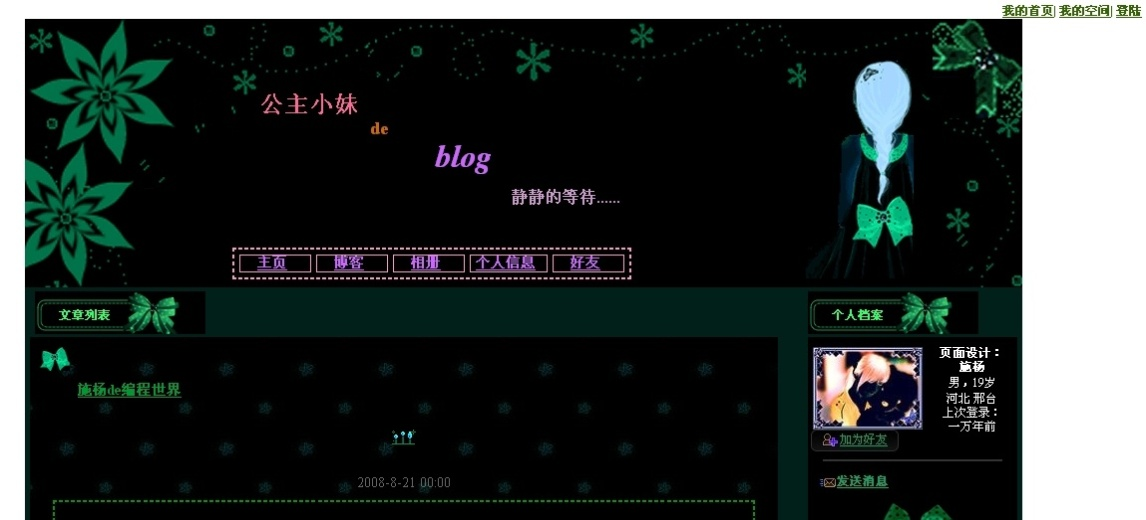 我的首页| 我的空间| 登陆
公主小妹
de
blog
静静的等待......
主页 博客 相册 个人信息 好友
文章列表
施杨de编程世界
2008-8-21 00:00
个人档案
页面设计：
施杨
男，19岁
河北 邢台
上次登录：
一万年前
加为好友
发送消息